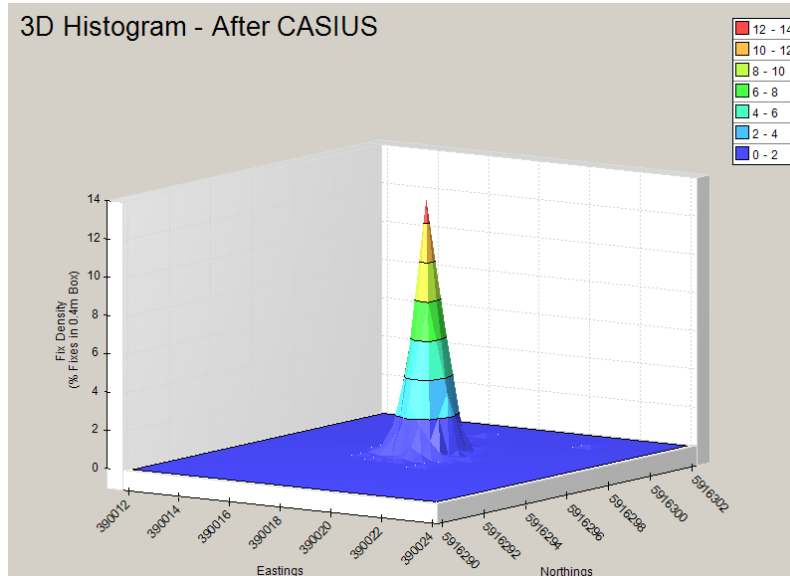 3D Histogram - After CASIUS
12 - 14
10 - 12
8 - 10
6 - 8
4 - 6
2 - 4
0 - 2
14
12
10
8
6
4
2
0
Fix Density
(% Fixes In 0.4m Box)
390012
390014
390016
390018
390020
390022
390024
Eastings
5916290
5916292
5916294
5916296
5916298
5916300
5916302
Northings